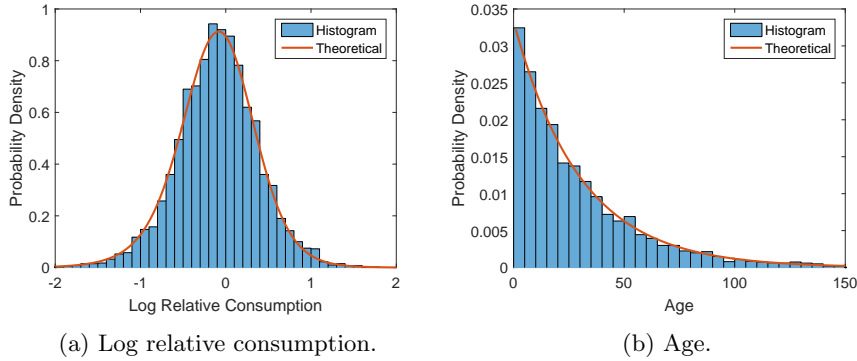 Histogram
Theoretical
1
0.8
0.6
0.4
0.2
0
Probability Density
-2
-1
0
1
2
Log Relative Consumption
(a) Log relative consumption.
Histogram
Theoretical
0.035
0.03
0.025
0.02
0.015
0.01
0.005
0
Probability Density
0
50
100
150
Age
(b) Age.